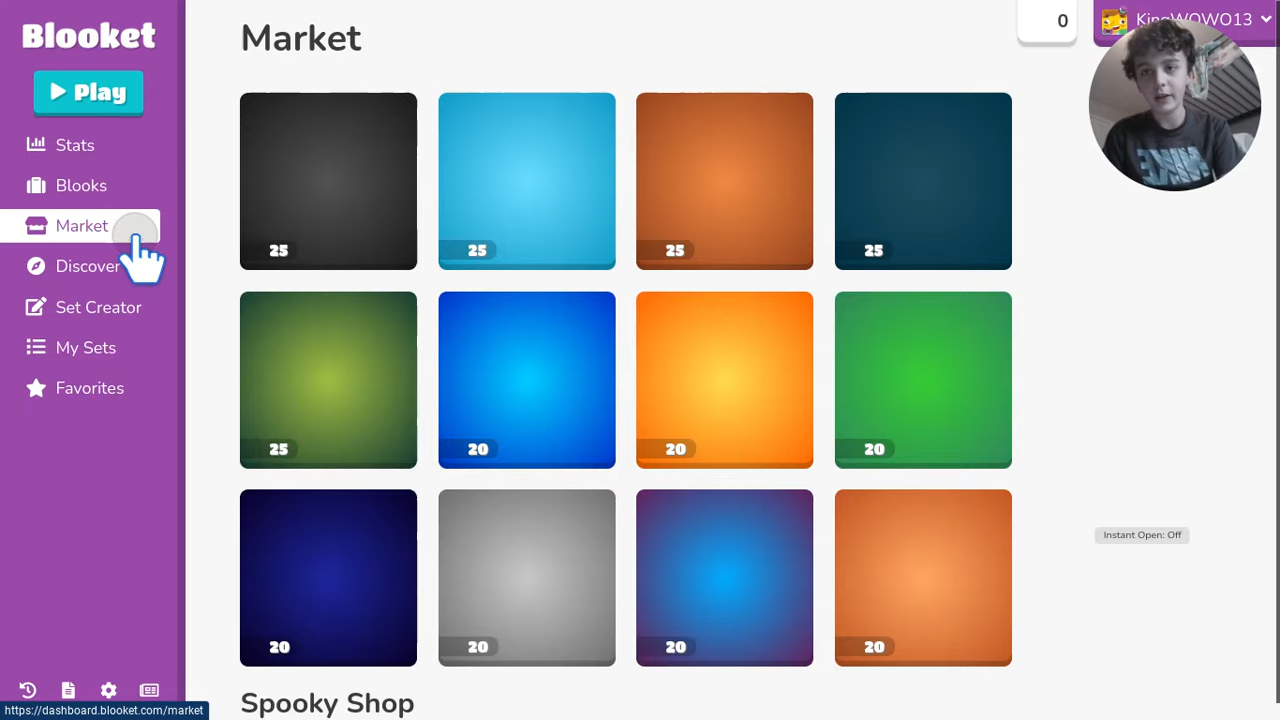 Blooket
Play
Stats
Blooks
Market
Discover
Set Creator
My Sets
Favorites
https://dashboard.blooket.com/market
Market
0
KingWOWO13
25
25
25
25
25
20
20
20
20
20
20
20
Instant Open: Off
Spooky Shop